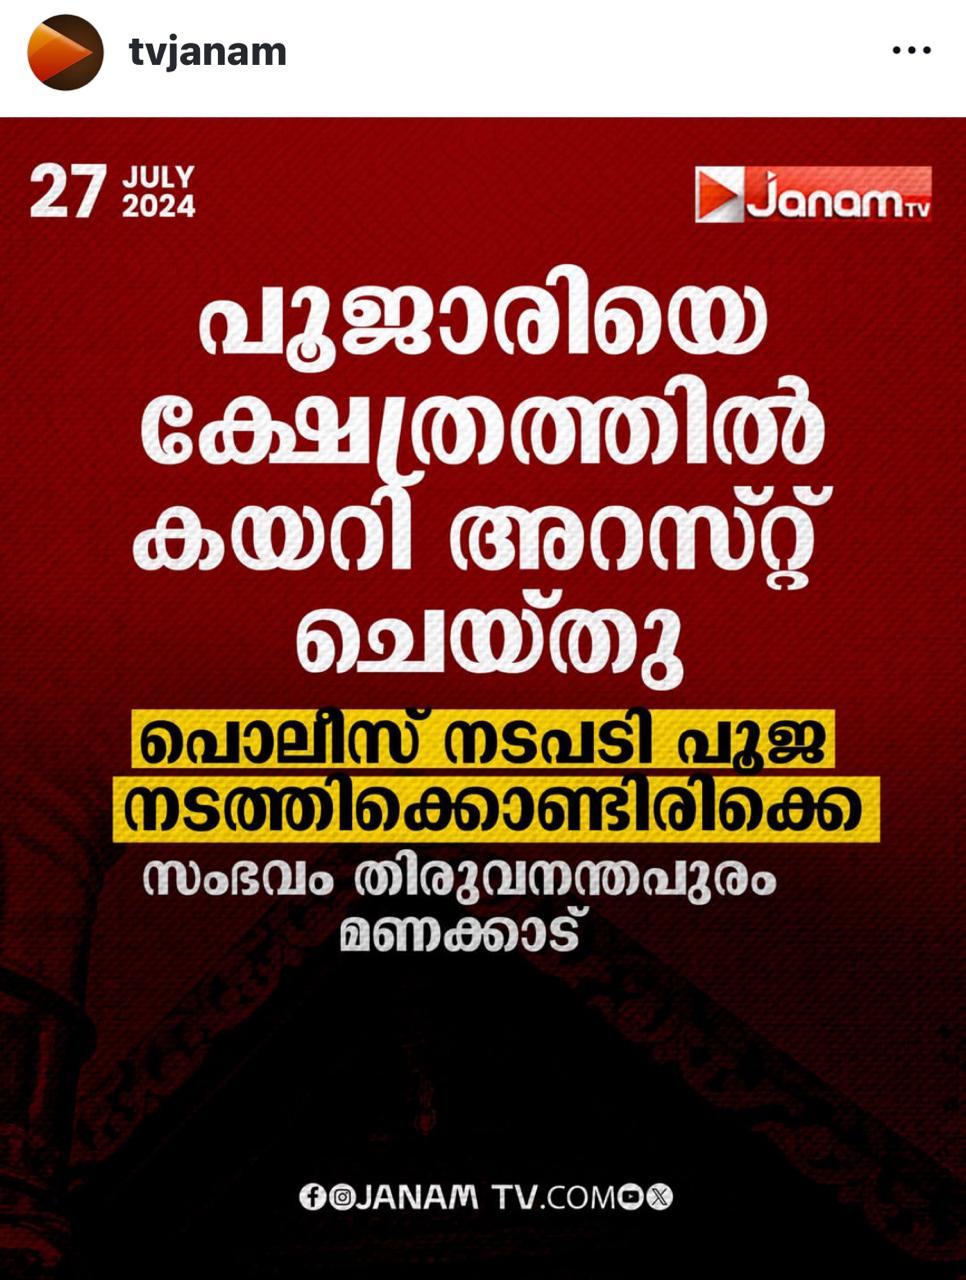 tvjanam
27 JULY
2024
Janam TV
പൂജാരിയെ
ക്ഷേത്രത്തിൽ
കയറി അറസ്റ്റ്
ചെയ്തു
പൊലീസ് നടപടി പൂജ
നടത്തിക്കൊണ്ടിരിക്കെ
സംഭവം തിരുവനന്തപുരം
മണക്കാട്
JANAM TV.COM